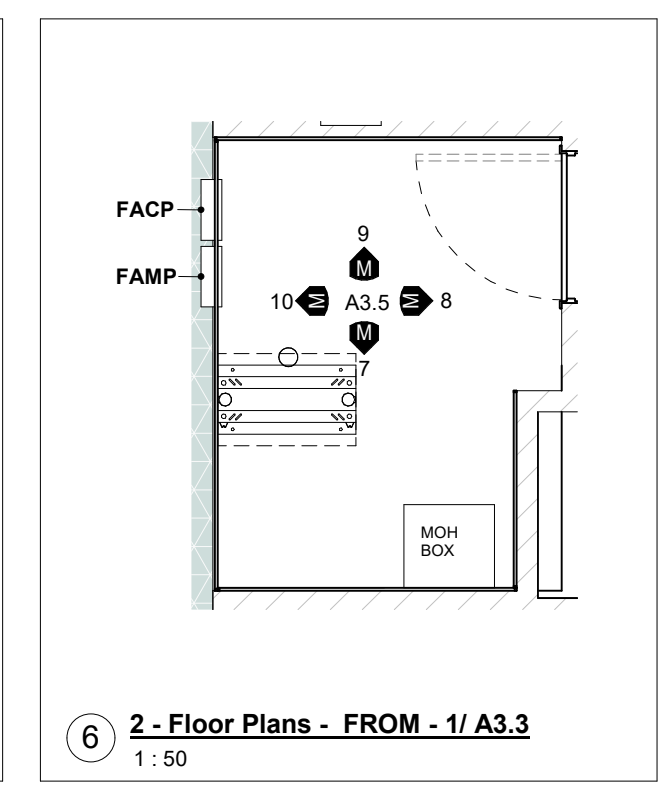 FACP
FAMP
9
M
10 M A3.5 M 8
M
7
MOH
BOX
6 2 - Floor Plans - FROM - 1/ A3.3
1 : 50